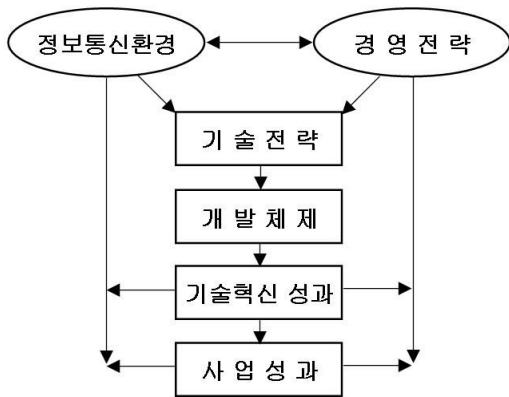 정보통신환경
경 영 전 략
기 술 전 략
개 발 체 제
기술혁신 성과
사 업 성 과